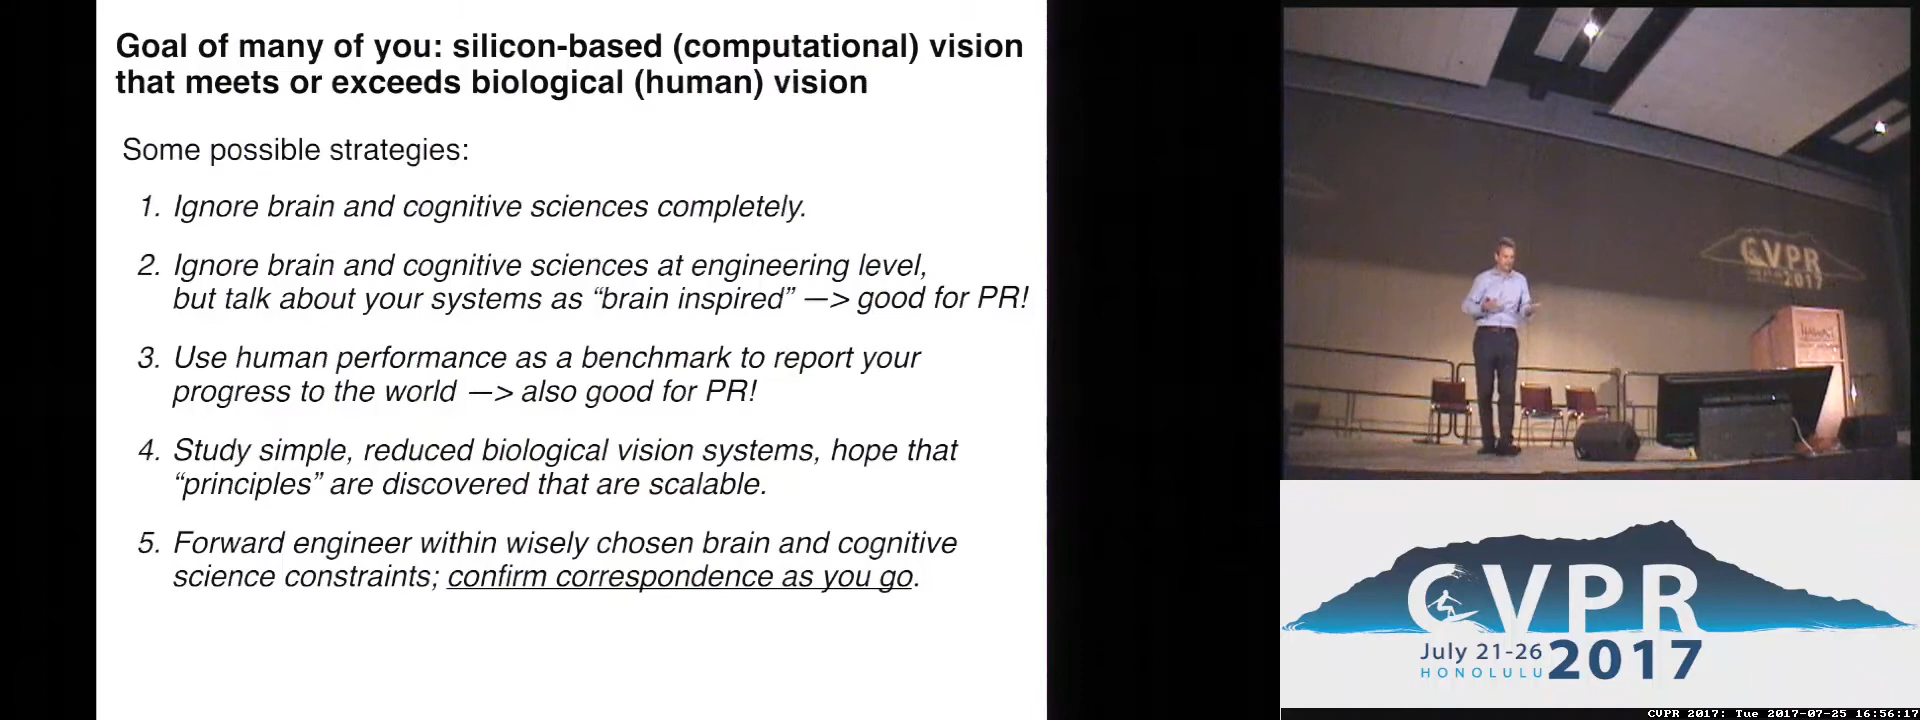 Goal of many of you: silicon-based (computational) vision
that meets or exceeds biological (human) vision
Some possible strategies:
1. Ignore brain and cognitive sciences completely.
2. Ignore brain and cognitive sciences at engineering level,
but talk about your systems as “brain inspired” —> good for PR!
3. Use human performance as a benchmark to report your
progress to the world —> also good for PR!
4. Study simple, reduced biological vision systems, hope that
“principles” are discovered that are scalable.
5. Forward engineer within wisely chosen brain and cognitive
science constraints; confirm correspondence as you go.
CVPR
2017
CVPR
July 21-26
HONOLULU
2017
CVPR 2017: Tue 2017-07-25 16:56:17